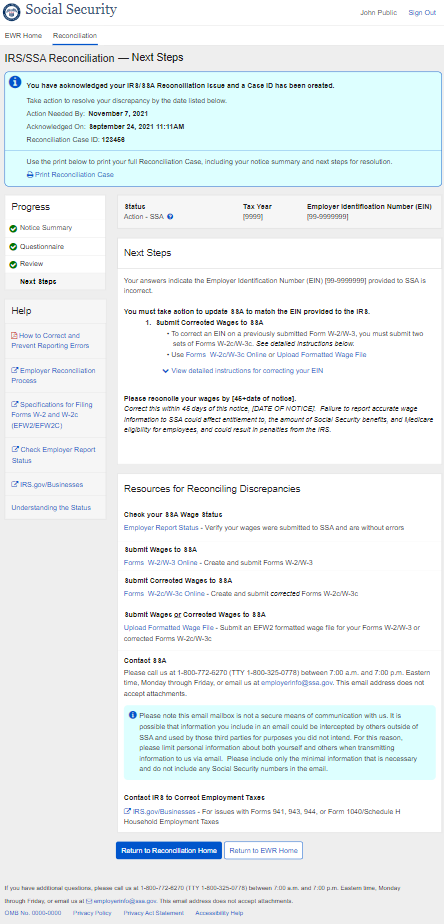 Social Security
John Public Sign Out
EWR Home Reconciliation
IRS/SSA Reconciliation — Next Steps
You have acknowledged your IRS/SSA Reconciliation Issue and a Case ID has been created.
Take action to resolve your discrepancy by the date listed below.
Action Needed By: November 7, 2021
Acknowledged On: September 24, 2021 11:11AM
Reconciliation Case ID: 123456
Use the print below to print your full Reconciliation Case, including your notice summary and next steps for resolution.
Print Reconciliation Case
Progress
Notice Summary
Questionnaire
Review
Next Steps
Help
How to Correct and
Prevent Reporting Errors
Employer Reconciliation
Process
Specifications for Filing
Forms W-2 and W-2c
(EFW2/EFW2C)
Check Employer Report
Status
IRS.gov/Businesses
Understanding the Status
Status Tax Year Employer Identification Number (EIN)
Action - SSA [9999] [99-9999999]
Next Steps
Your answers indicate the Employer Identification Number (EIN) [99-9999999] provided to SSA is
incorrect.
You must take action to update SSA to match the EIN provided to the IRS.
1. Submit Corrected Wages to SSA
• To correct an EIN on a previously submitted Form W-2/W-3, you must submit two
sets of Forms W-2c/W-3c. See detailed instructions below.
• Use Forms W-2c/W-3c Online or Upload Formatted Wage File
View detailed instructions for correcting your EIN
Please reconcile your wages by [45+date of notice].
Correct this within 45 days of this notice, [DATE OF NOTICE]. Failure to report accurate wage
information to SSA could affect entitlement to, the amount of Social Security benefits, and Medicare
eligibility for employees, and could result in penalties from the IRS.
Resources for Reconciling Discrepancies
Check your SSA Wage Status
Employer Report Status - Verify your wages were submitted to SSA and are without errors
Submit Wages to SSA
Forms W-2/W-3 Online - Create and submit Forms W-2/W-3
Submit Corrected Wages to SSA
Forms W-2c/W-3c Online - Create and submit corrected Forms W-2c/W-3c
Submit Wages or Corrected Wages to SSA
Upload Formatted Wage File - Submit an EFW2 formatted wage file for your Forms W-2/W-3 or
corrected Forms W-2c/W-3c
Contact SSA
Please call us at 1-800-772-6270 (TTY 1-800-325-0778) between 7:00 a.m. and 7:00 p.m. Eastern
time, Monday through Friday, or email us at employerinfo@ssa.gov. This email address does not
accept attachments.
Please note this email mailbox is not a secure means of communication with us. It is
possible that information you include in an email could be intercepted by others outside of
SSA and used by those third parties for purposes you did not intend. For this reason,
please limit personal information about both yourself and others when transmitting
information to us via email. Please include only the minimal information that is necessary
and do not include any Social Security numbers in the email.
Contact IRS to Correct Employment Taxes
IRS.gov/Businesses - For issues with Forms 941, 943, 944, or Form 1040/Schedule H
Household Employment Taxes
Return to Reconciliation Home Return to EWR Home
If you have additional questions, please call us at 1-800-772-6270 (TTY 1-800-325-0778) between 7:00 a.m. and 7:00 p.m. Eastern time, Monday
through Friday, or email us at employerinfo@ssa.gov. This email address does not accept attachments.
OMB No. 0000-0000 Privacy Policy Privacy Act Statement Accessibility Help